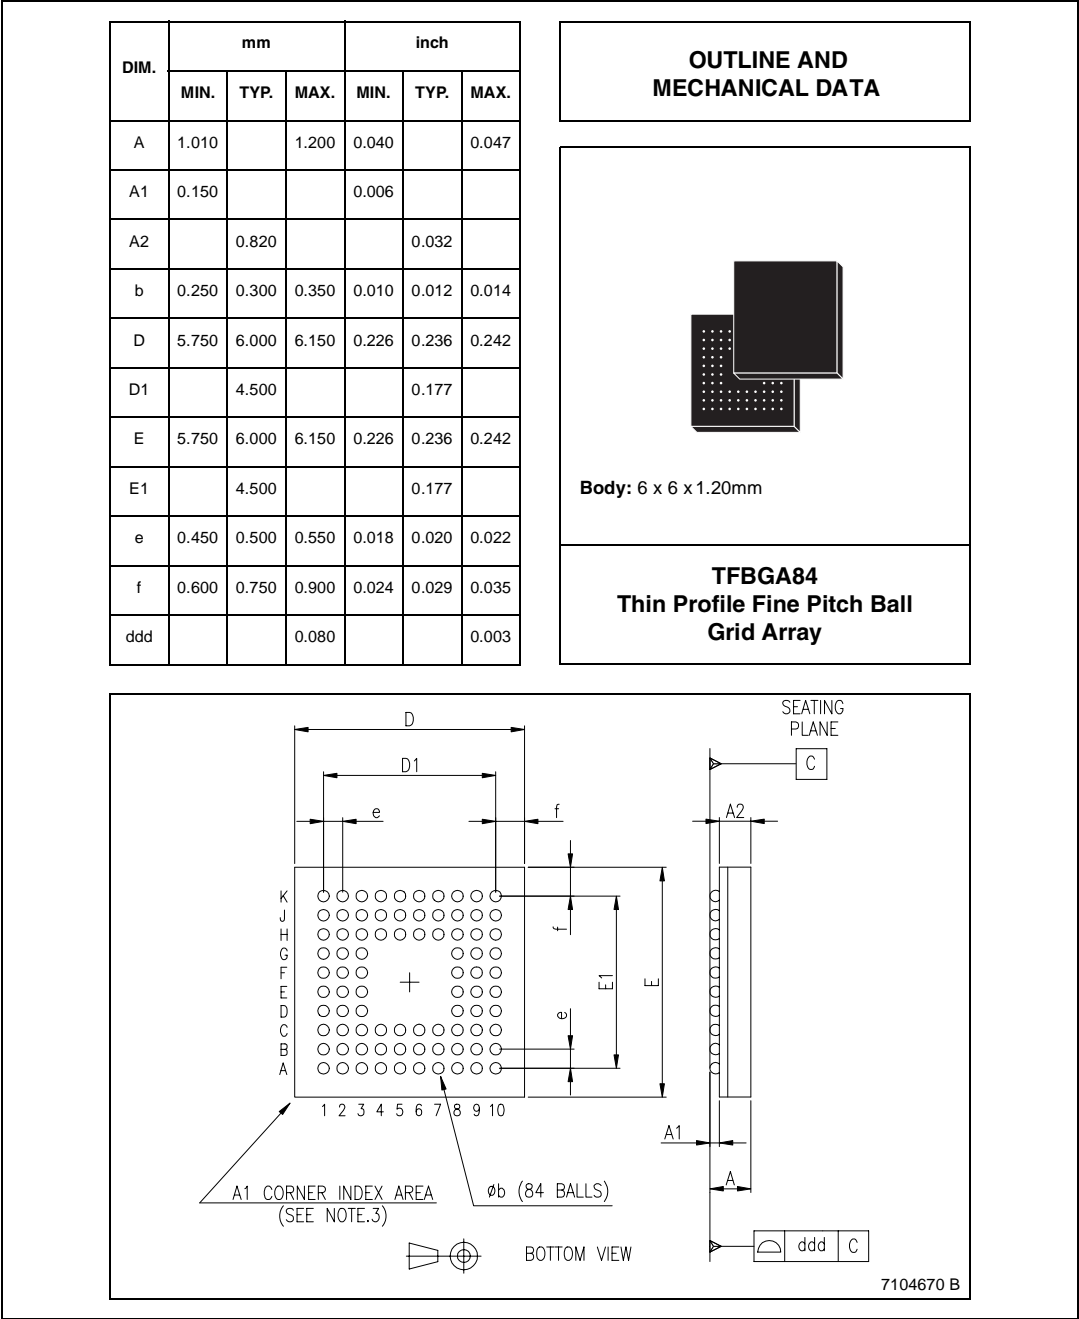 DIM. mm inch
MIN. TYP. MAX. MIN. TYP. MAX.
A 1.010 1.200 0.040 0.047
A1 0.150 0.006
A2 0.820 0.032
b 0.250 0.300 0.350 0.010 0.012 0.014
D 5.750 6.000 6.150 0.226 0.236 0.242
D1 4.500 0.177
E 5.750 6.000 6.150 0.226 0.236 0.242
E1 4.500 0.177
e 0.450 0.500 0.550 0.018 0.020 0.022
f 0.600 0.750 0.900 0.024 0.029 0.035
ddd 0.080 0.003
OUTLINE AND
MECHANICAL DATA
Body: 6 x 6 x 1.20mm
TFBGA84
Thin Profile Fine Pitch Ball
Grid Array
SEATING
PLANE
C
D
D1
e
f
A2
K
J
H
G
F
E
D
C
B
A
f
E1
E
e
1 2 3 4 5 6 7 8 9 10
A1
A
A1 CORNER INDEX AREA
(SEE NOTE.3)
øb (84 BALLS)
BOTTOM VIEW
ddd C
7104670 B